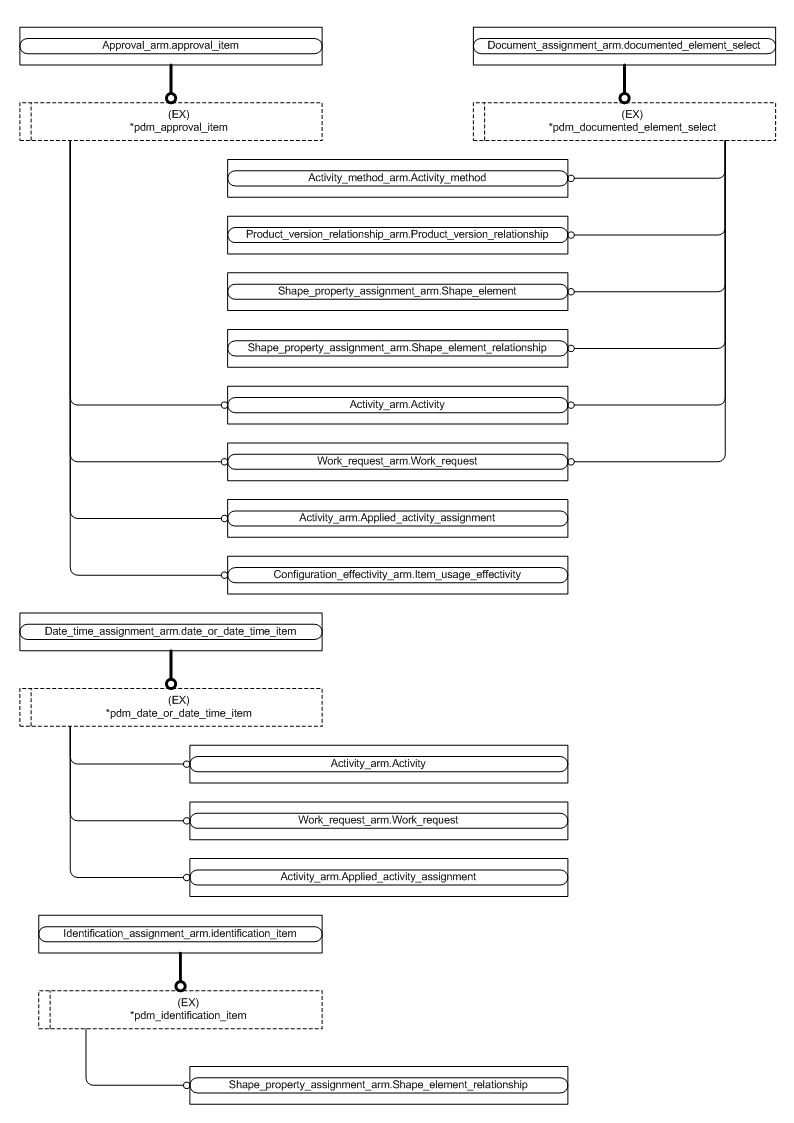 Approval_arm.approval_item
Document_assignment_arm.documented_element_select
(EX)
*pdm_approval_item
(EX)
*pdm_documented_element_select
Activity_method_arm.Activity_method
Product_version_relationship_arm.Product_version_relationship
Shape_property_assignment_arm.Shape_element
Shape_property_assignment_arm.Shape_element_relationship
Activity_arm.Activity
Work_request_arm.Work_request
Activity_arm.Applied_activity_assignment
Configuration_effectivity_arm.Item_usage_effectivity
Date_time_assignment_arm.date_or_date_time_item
(EX)
*pdm_date_or_date_time_item
Activity_arm.Activity
Work_request_arm.Work_request
Activity_arm.Applied_activity_assignment
Identification_assignment_arm.identification_item
(EX)
*pdm_identification_item
Shape_property_assignment_arm.Shape_element_relationship